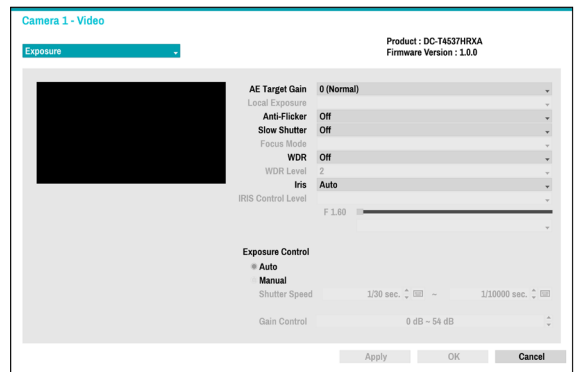 Camera 1 - Video
Product : DC-T4537HRXA
Exposure
Firmware Version : 1.0.0
AE Target Gain 0 (Normal)
Local Exposure
Anti-Flicker Off
Slow Shutter Off
Focus Mode
WDR Off
WDR Level 2
Iris Auto
IRIS Control Level
F 1.60
Exposure Control
Auto
Manual
Shutter Speed 1/30 sec. ~ 1/10000 sec.
Gain Control 0 dB ~ 54 dB
Apply OK Cancel